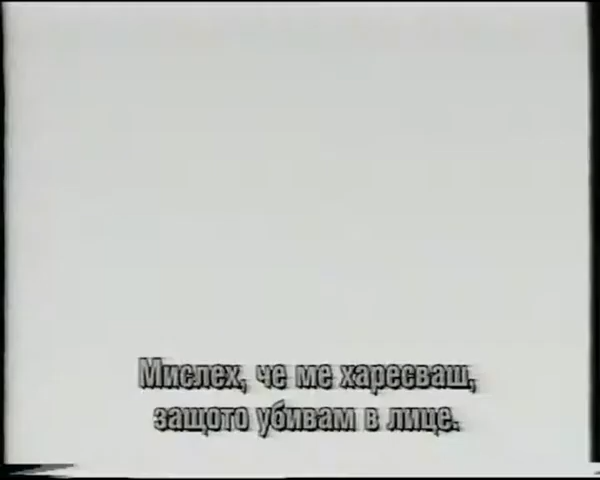 Мислех, че ме харесваш,
защото убивам в лице.